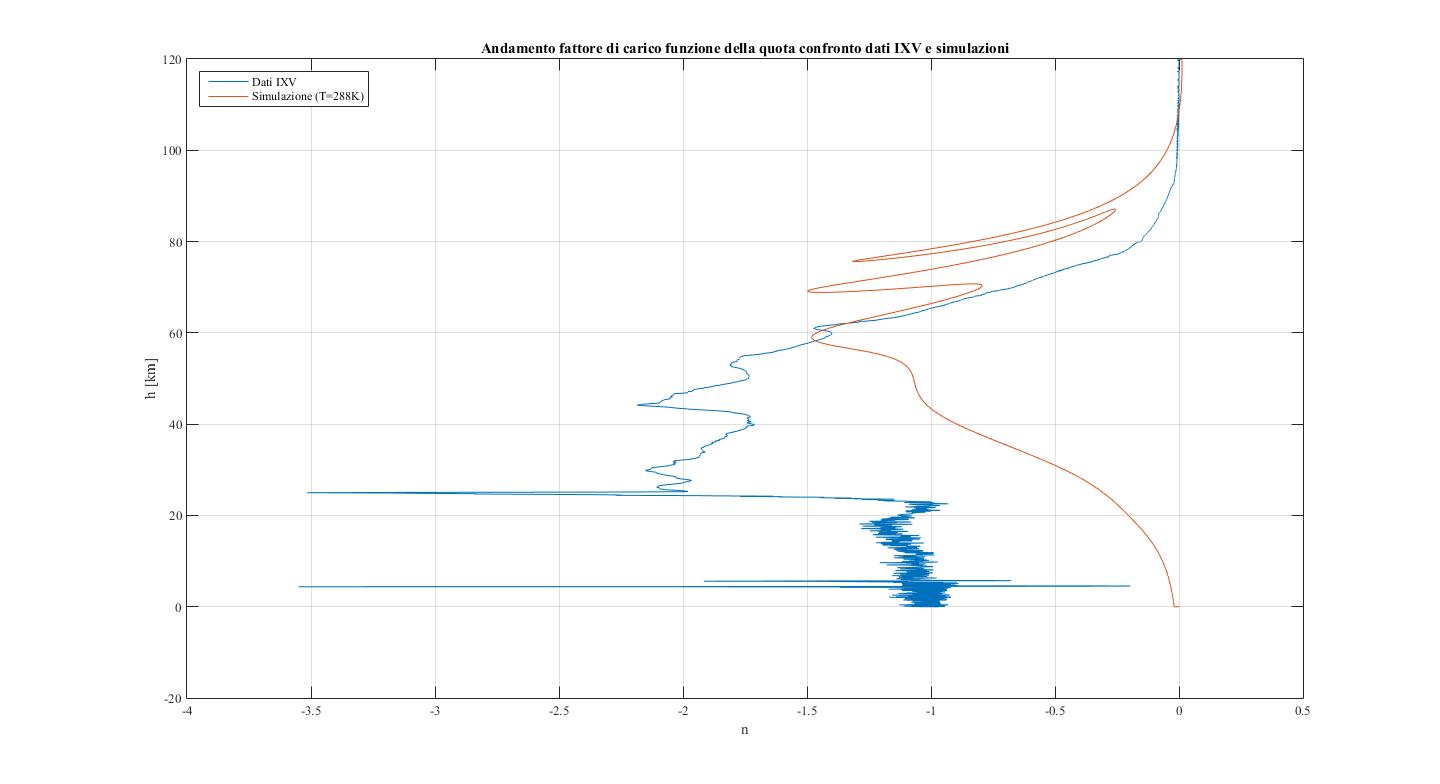 Andamento fattore di carico funzione della quota confronto dati IXV e simulazioni
Dati IXV
Simulazione (T=288K)
120
100
80
60
40
20
0
-20
h [km]
-4 -3.5 -3 -2.5 -2 -1.5 -1 -0.5 0 0.5
n